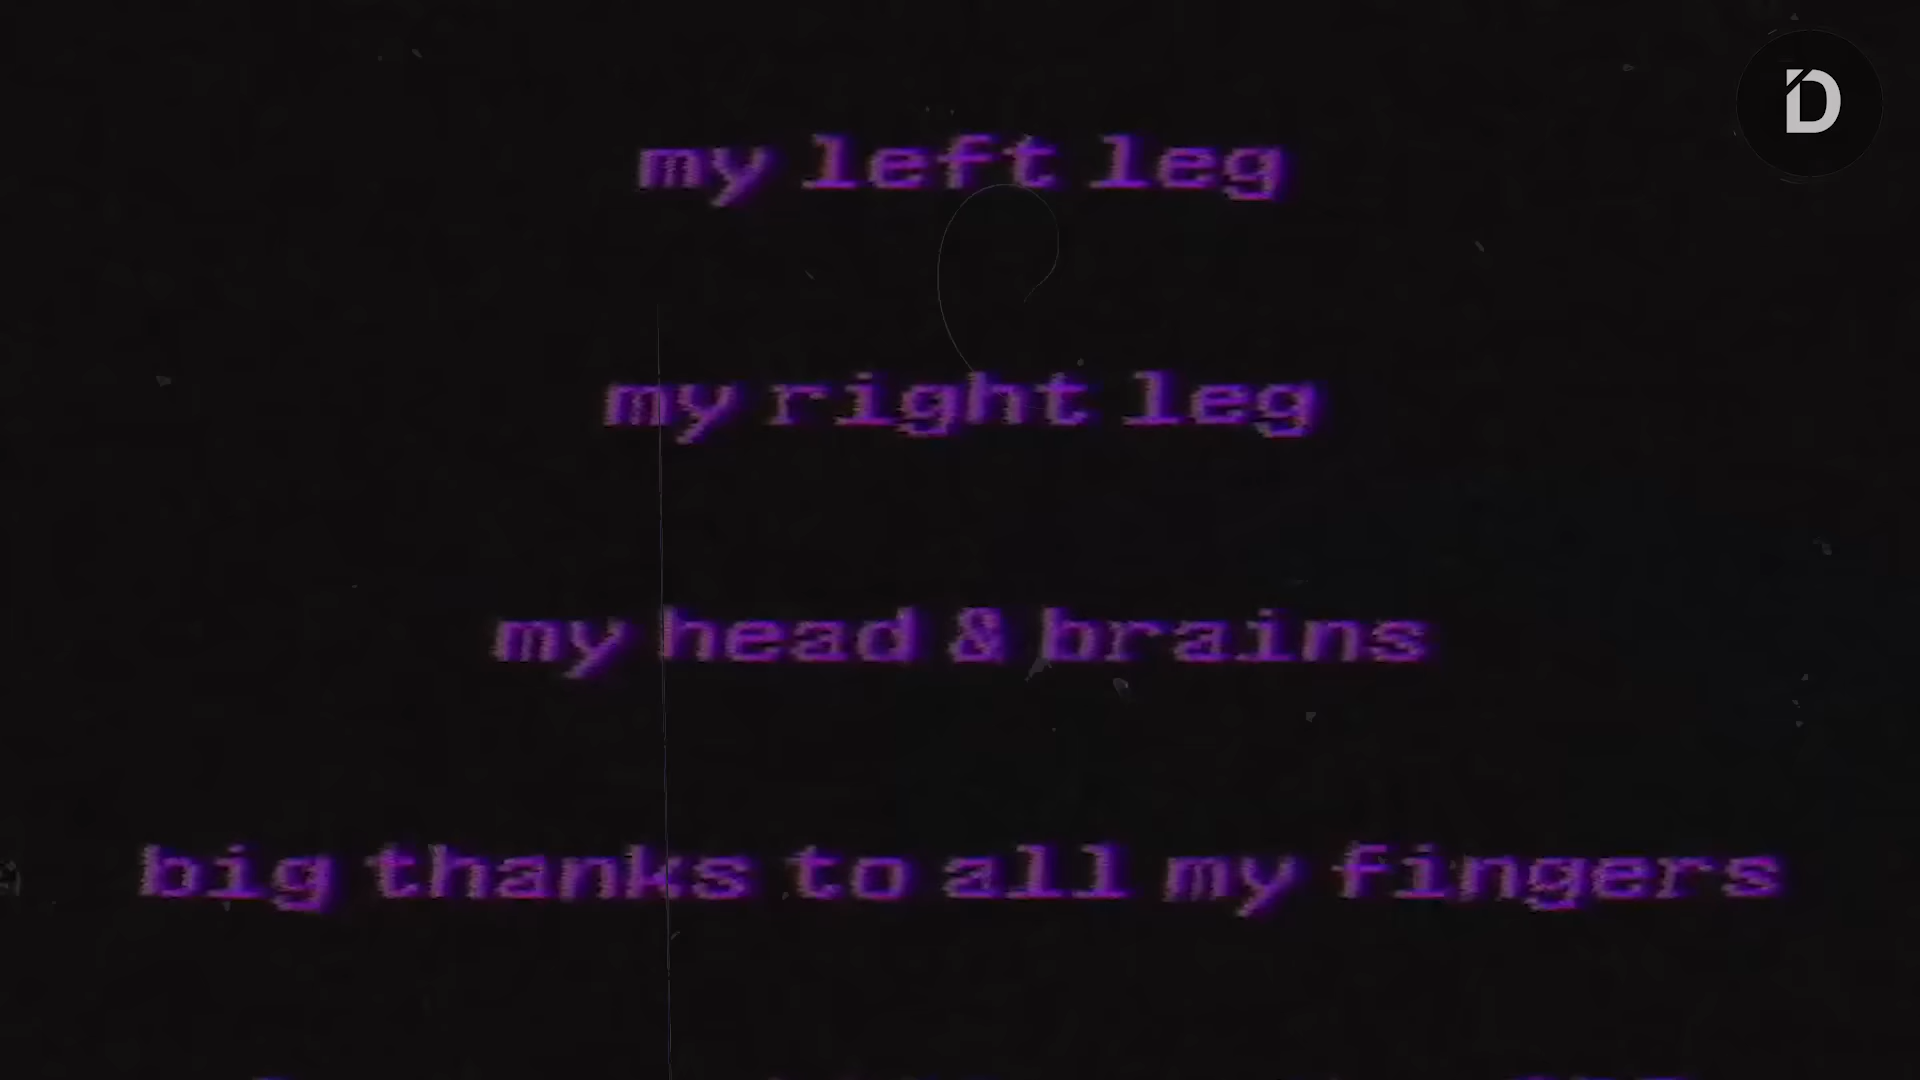 D
my left leg
my right leg
my head & brains
big thanks to all my fingers